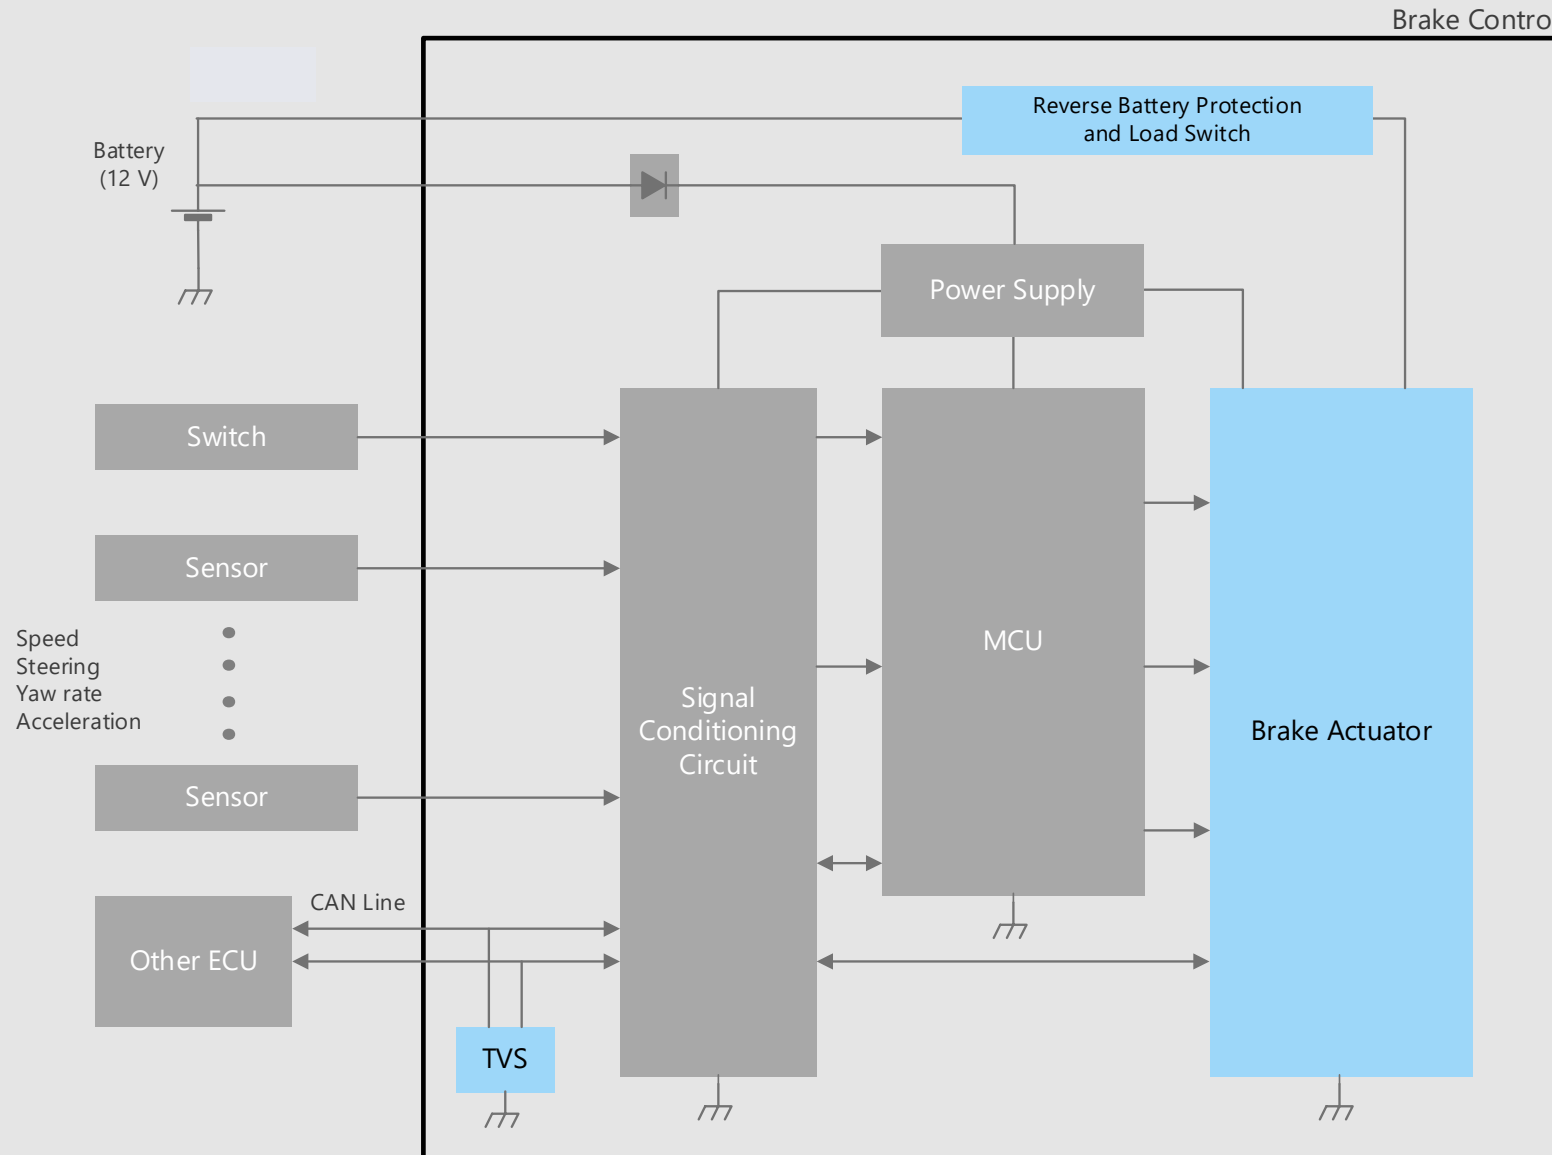 Brake Contro
Reverse Battery Protection
and Load Switch
Battery
(12 V)
Power Supply
Switch
Sensor
Speed
Steering
Yaw rate
Acceleration
MCU
Signal
Conditioning
Circuit
Brake Actuator
Sensor
CAN Line
Other ECU
TVS